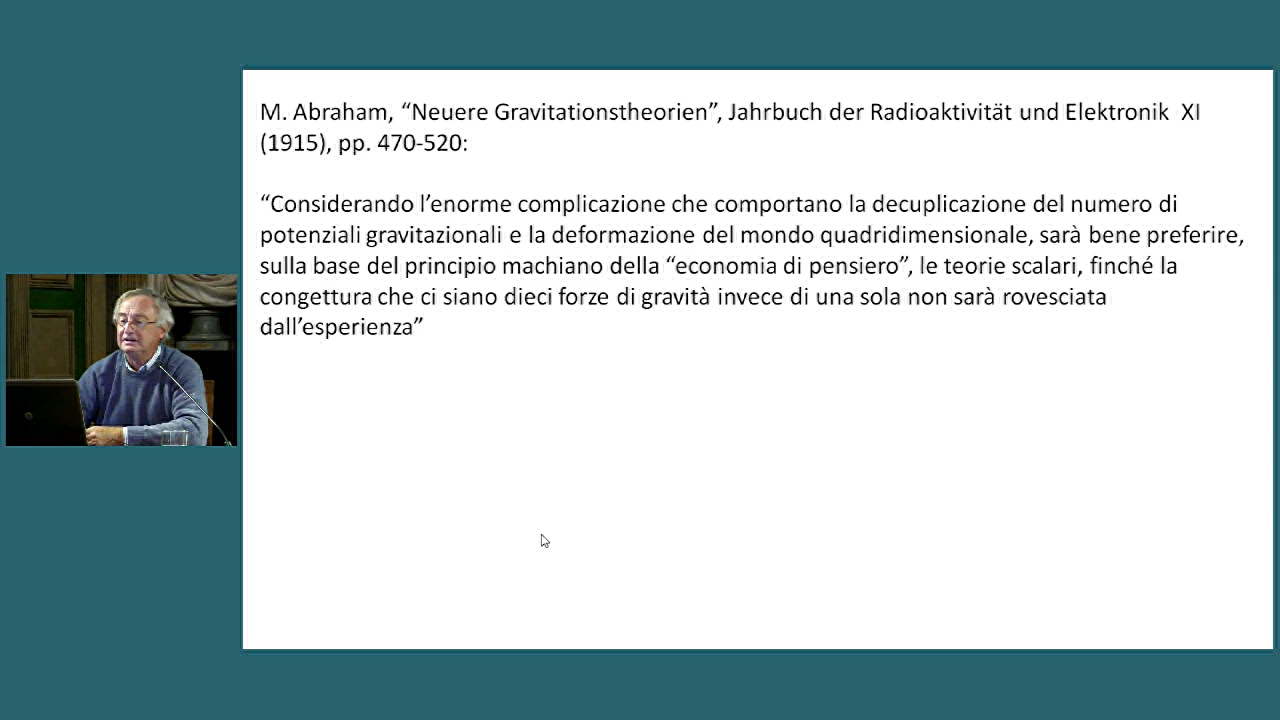 M. Abraham, “Neuere Gravitationstheorien”, Jahrbuch der Radioaktivität und Elektronik  XI
(1915), pp. 470-520:
“Considerando l’enorme complicazione che comportano la decuplicazione del numero di
potenziali gravitazionali e la deformazione del mondo quadridimensionale, sarà bene preferire,
sulla base del principio machiano della “economia di pensiero”, le teorie scalari, finché la
congettura che ci siano dieci forze di gravità invece di una sola non sarà rovesciata
dall’esperienza”